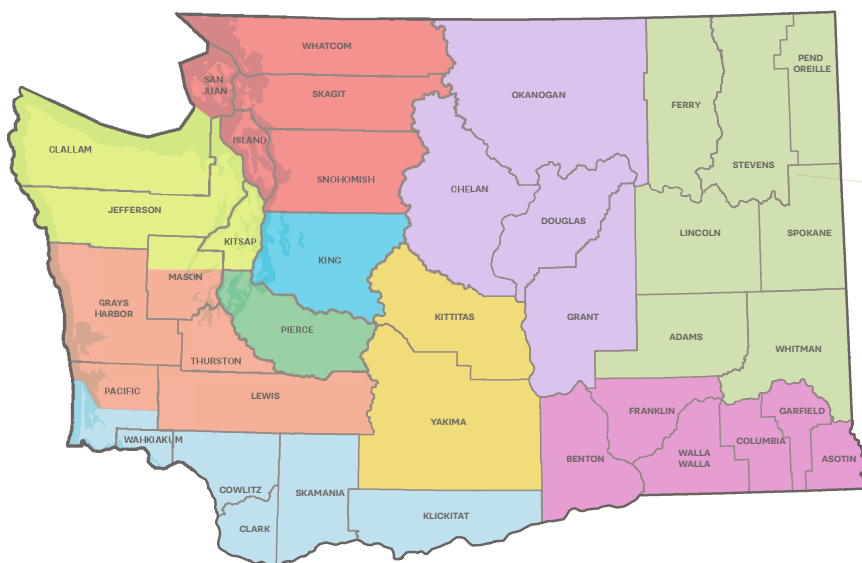 WHATCOM
PEND
OREILLE
SAN
JUAN
SKAGIT
OKANOGAN
FERRY
ISLAND
CLALLAM
STEVENS
SNOHOMISH
CHELAN
JEFFERSON
DOUGLAS
LINCOLN
SPOKANE
KITSAP
KING
MASON
GRAYS
HARBOR
KITTITAS
GRANT
PIERCE
ADAMS
WHITMAN
THURSTON
PACIFIC
LEWIS
FRANKLIN
GARFIELD
YAKIMA
WAHKIAKUM
COLUMBIA
WALLA
WALLA
BENTON
ASOTIN
COWLITZ
SKAMANIA
KLICKITAT
CLARK